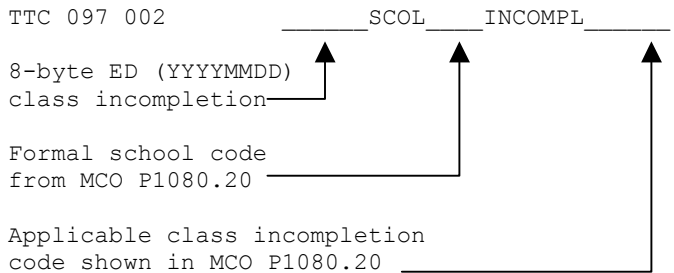 TTC 097 002 ______SCOL____INCOMPL______
8-byte ED (YYYYMMDD)
class incompletion
Formal school code
from MCO P1080.20
Applicable class incompletion
code shown in MCO P1080.20